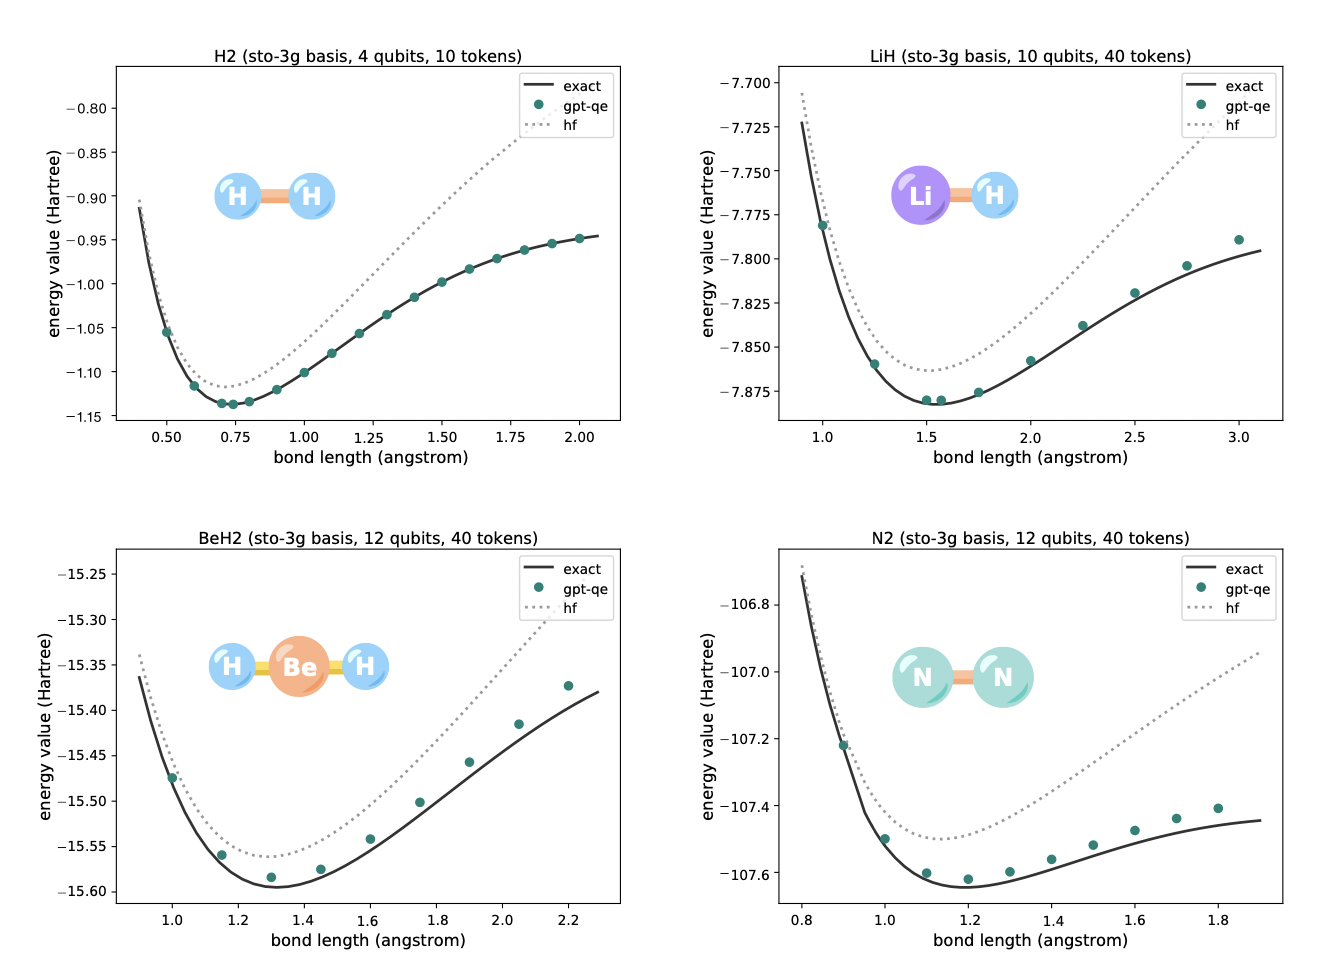 H2 (sto-3g basis, 4 qubits, 10 tokens)
exact
gpt-qe
hf
H H
energy value (Hartree)
−0.80
−0.85
−0.90
−0.95
−1.00
−1.05
−1.10
−1.15
0.50 0.75 1.00 1.25 1.50 1.75 2.00
bond length (angstrom)
LiH (sto-3g basis, 10 qubits, 40 tokens)
exact
gpt-qe
hf
Li H
energy value (Hartree)
−7.700
−7.725
−7.750
−7.775
−7.800
−7.825
−7.850
−7.875
1.0 1.5 2.0 2.5 3.0
bond length (angstrom)
BeH2 (sto-3g basis, 12 qubits, 40 tokens)
exact
gpt-qe
hf
H Be H
energy value (Hartree)
−15.25
−15.30
−15.35
−15.40
−15.45
−15.50
−15.55
−15.60
1.0 1.2 1.4 1.6 1.8 2.0 2.2
bond length (angstrom)
N2 (sto-3g basis, 12 qubits, 40 tokens)
exact
gpt-qe
hf
N N
energy value (Hartree)
−106.8
−107.0
−107.2
−107.4
−107.6
0.8 1.0 1.2 1.4 1.6 1.8
bond length (angstrom)